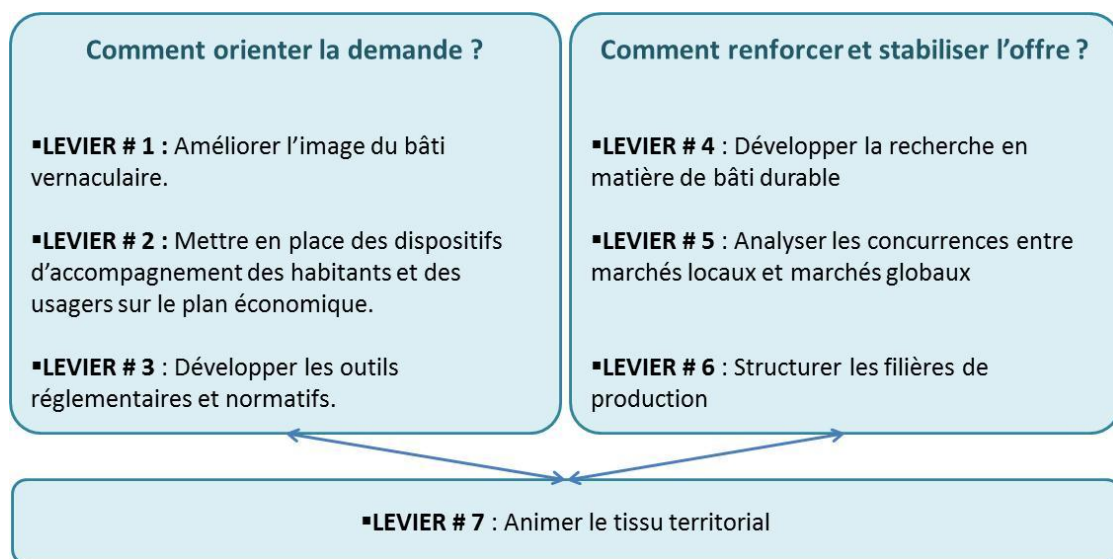 Comment orienter la demande ?
▪LEVIER # 1 : Améliorer l’image du bâti
vernaculaire.
▪LEVIER # 2 : Mettre en place des dispositifs
d’accompagnement des habitants et des
usagers sur le plan économique.
▪LEVIER # 3 : Développer les outils
réglementaires et normatifs.
Comment renforcer et stabiliser l’offre ?
▪LEVIER # 4 : Développer la recherche en
matière de bâti durable
▪LEVIER # 5 : Analyser les concurrences entre
marchés locaux et marchés globaux
▪LEVIER # 6 : Structurer les filières de
production
▪LEVIER # 7 : Animer le tissu territorial